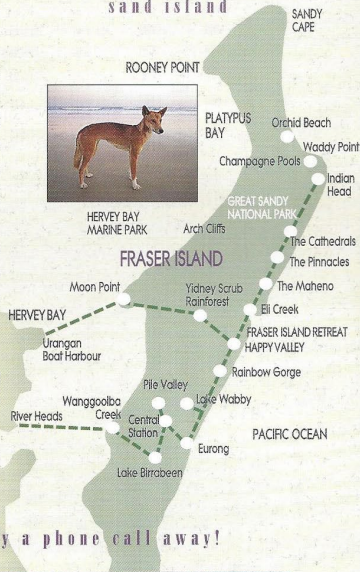 sand island
SANDY
CAPE
ROONEY POINT
PLATYPUS
BAY
Orchid Beach
Waddy Point
Champagne Pools
Indian
Head
GREAT SANDY
NATIONAL PARK
HERVEY BAY
MARINE PARK
Arch Cliffs
The Cathedrals
FRASER ISLAND
The Pinnacles
Moon Point
Yidney Scrub
Rainforest
The Maheno
Eli Creek
HERVEY BAY
FRASER ISLAND RETREAT
HAPPY VALLEY
Urangan
Boat Harbour
Rainbow Gorge
Pile Valley
Wanggoolba
Creek
Lake Wabby
River Heads
Central
Station
PACIFIC OCEAN
Eurong
Lake Birrabeen
y a phone call away!